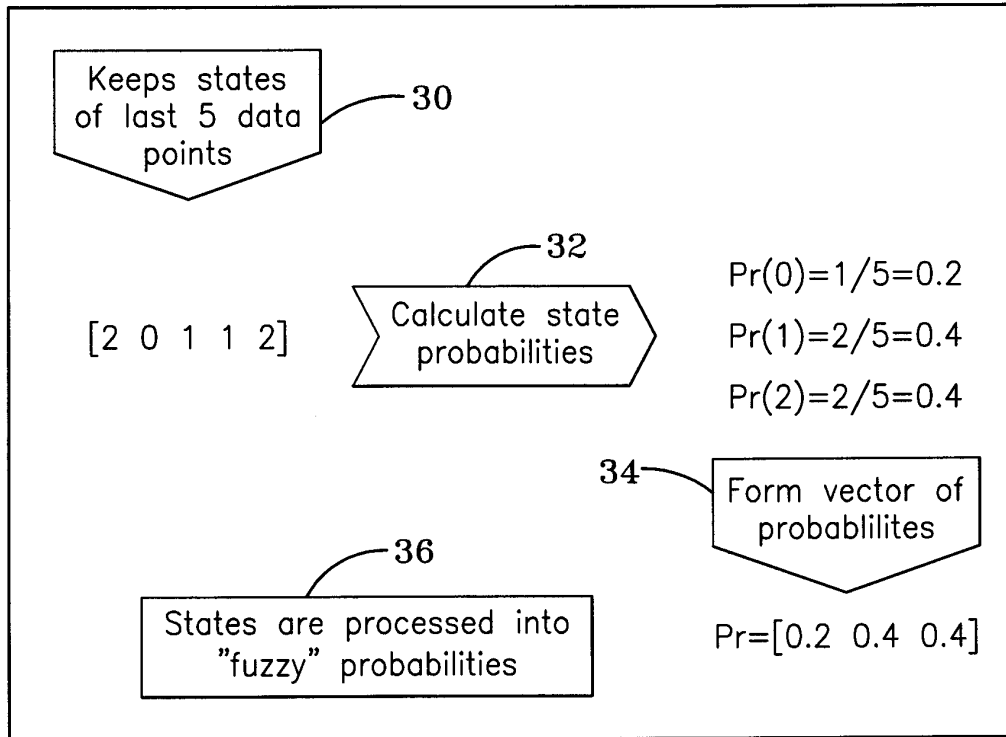 Keeps states
of last 5 data
points
30
32
[2 0 1 1 2]
Calculate state
probabilities
Pr(0)=1/5=0.2
Pr(1)=2/5=0.4
Pr(2)=2/5=0.4
34
Form vector of
probablilites
Pr=[0.2 0.4 0.4]
36
States are processed into
"fuzzy" probabilities